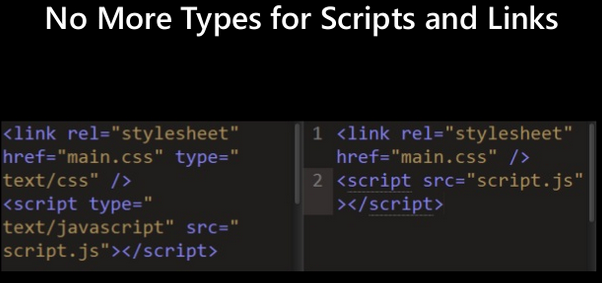 No More Types for Scripts and Links
<link rel="stylesheet"
href="main.css" type="
text/css" />
<script type="
text/javascript" src="
script.js"></script>
1 <link rel="stylesheet"
href="main.css" />
2 <script src="script.js"
></script>